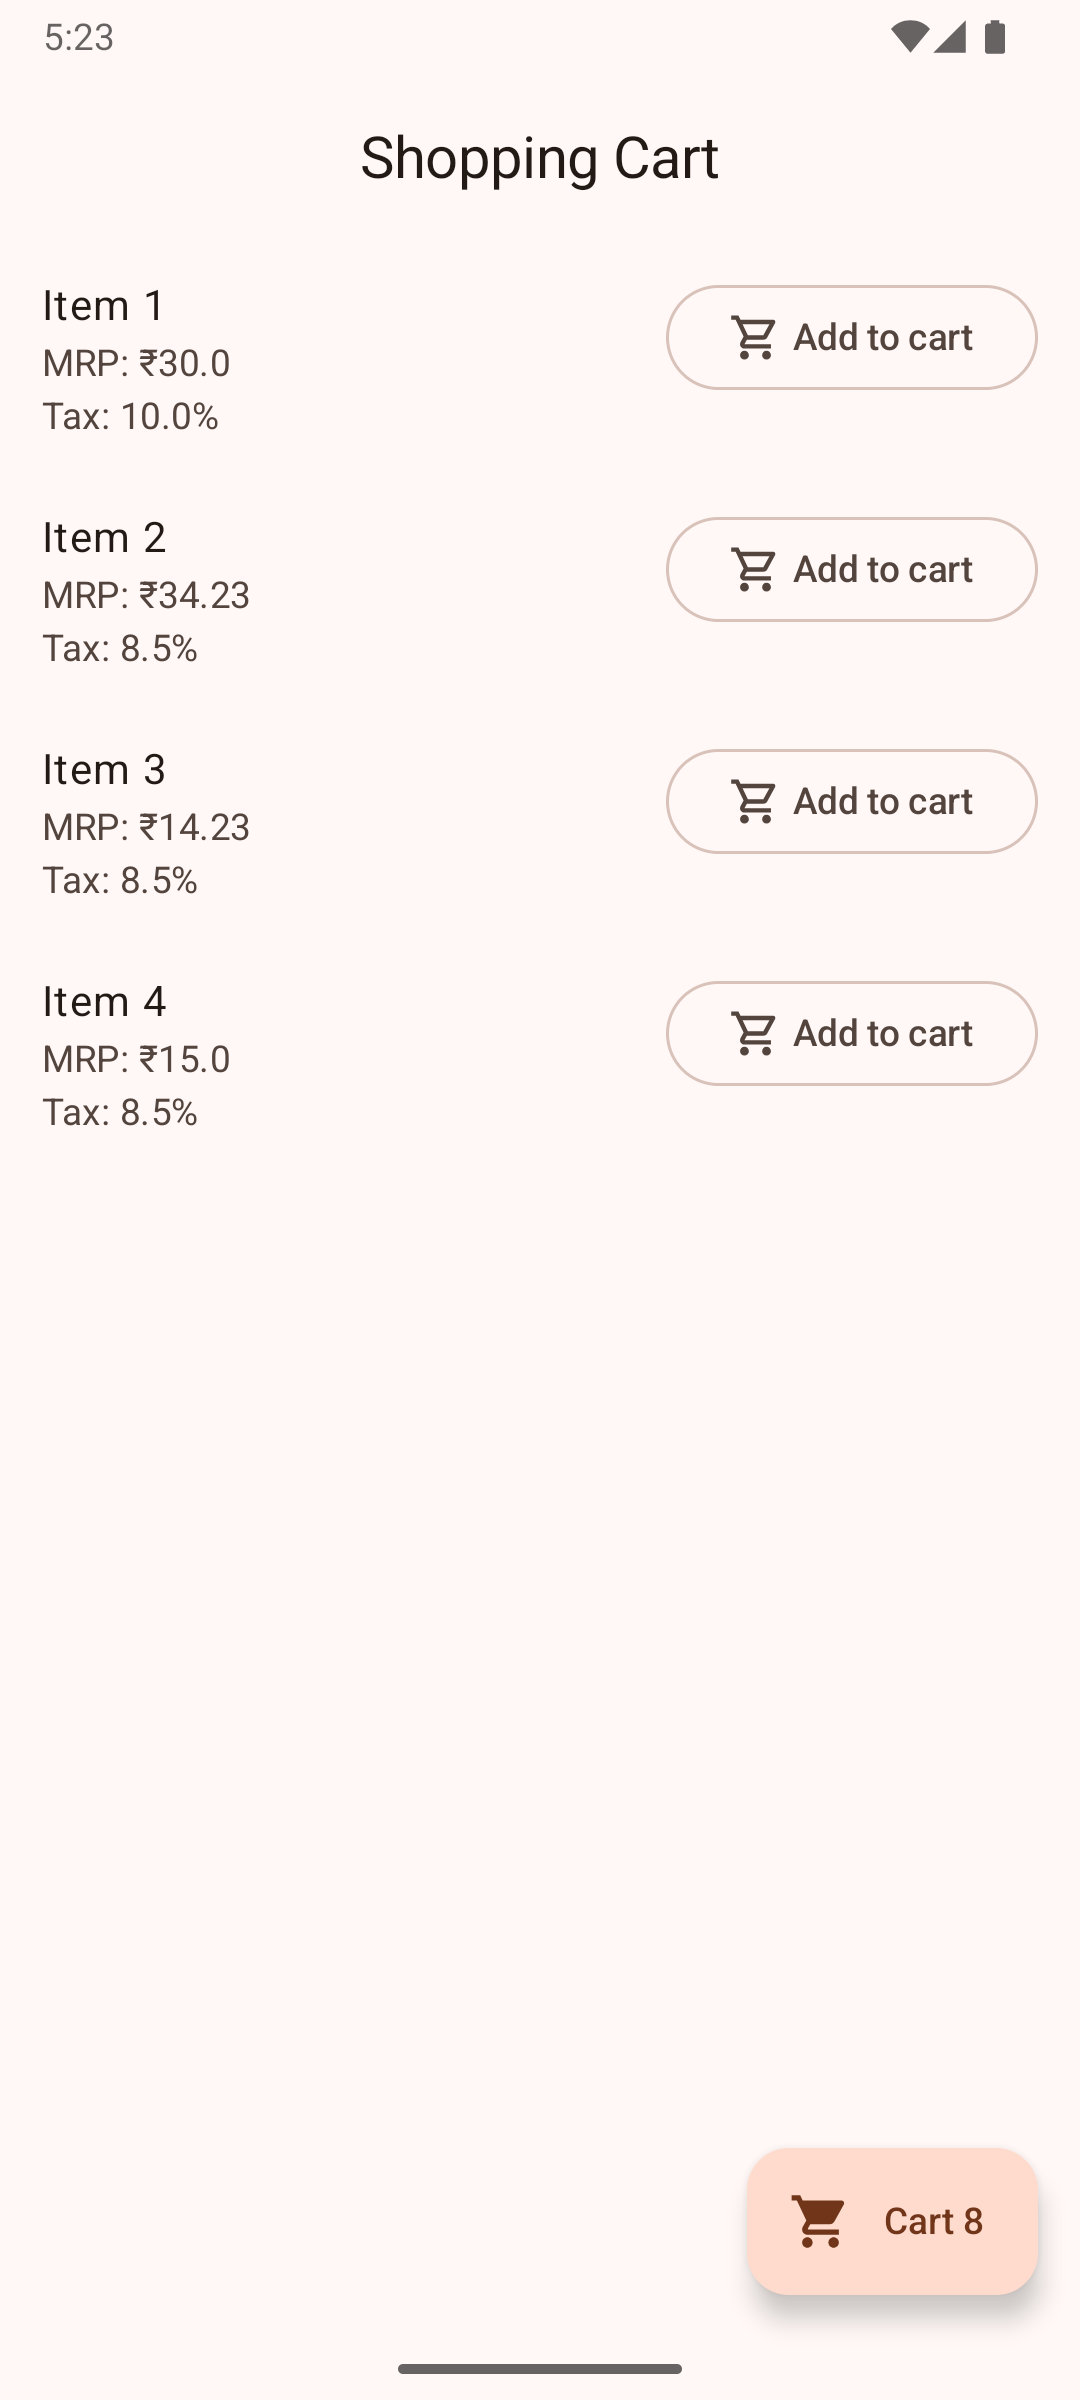 5:23
Shopping Cart
Item 1
MRP: ₹30.0
Tax: 10.0%
Add to cart
Item 2
MRP: ₹34.23
Tax: 8.5%
Add to cart
Item 3
MRP: ₹14.23
Tax: 8.5%
Add to cart
Item 4
MRP: ₹15.0
Tax: 8.5%
Add to cart
Cart 8